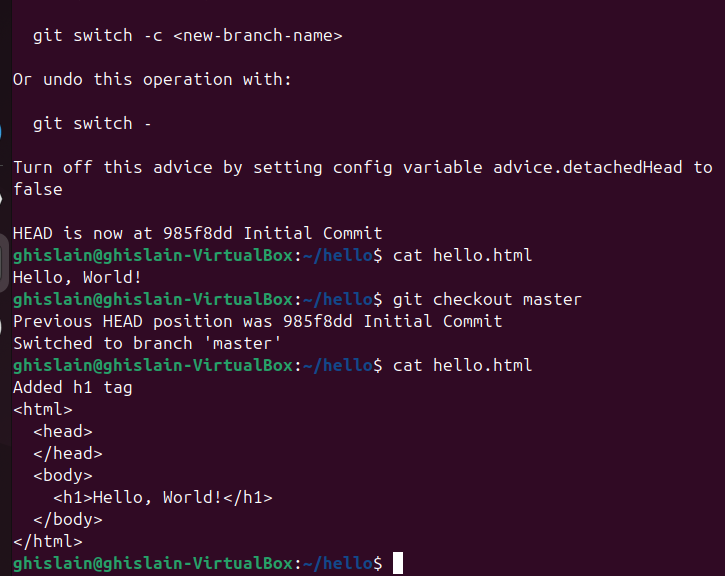 git switch -c <new-branch-name>
Or undo this operation with:
git switch -
Turn off this advice by setting config variable advice.detachedHead to
false
HEAD is now at 985f8dd Initial Commit
ghislain@ghislain-VirtualBox:~/hello$ cat hello.html
Hello, World!
ghislain@ghislain-VirtualBox:~/hello$ git checkout master
Previous HEAD position was 985f8dd Initial Commit
Switched to branch 'master'
ghislain@ghislain-VirtualBox:~/hello$ cat hello.html
Added h1 tag
<html>
  <head>
  </head>
  <body>
    <h1>Hello, World!</h1>
  </body>
</html>
ghislain@ghislain-VirtualBox:~/hello$